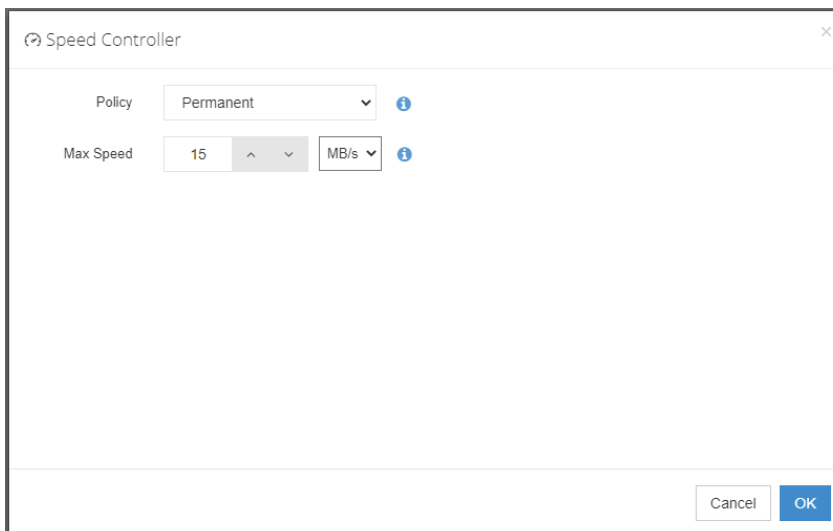 Speed Controller
Policy Permanent
Max Speed 15 MB/s
Cancel OK